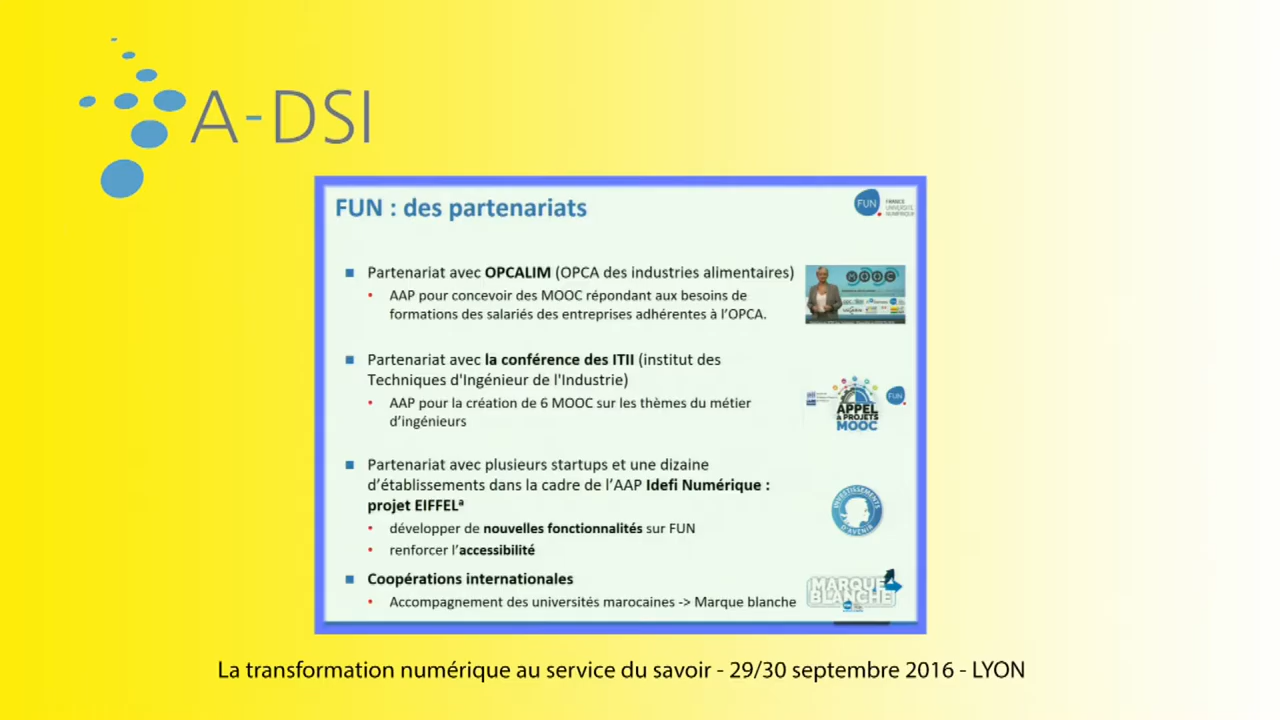 A-DSI
FUN : des partenariats
FUN
FRANCE
UNIVERSITÉ
NUMÉRIQUE
Partenariat avec OPCALIM (OPCA des industries alimentaires)
AAP pour concevoir des MOOC répondant aux besoins de
formations des salariés des entreprises adhérentes à l'OPCA.
MOOC
Partenariat avec la conférence des ITII (institut des
Techniques d'Ingénieur de l'Industrie)
AAP pour la création de 6 MOOC sur les thèmes du métier
d'ingénieurs
APPEL
À PROJETS
MOOC
FUN
Partenariat avec plusieurs startups et une dizaine
d'établissements dans la cadre de l'AAP Idefi Numérique :
projet EIFFELª
développer de nouvelles fonctionnalités sur FUN
renforcer l'accessibilité
INVESTISSEMENTS
D'AVENIR
Coopérations internationales
Accompagnement des universités marocaines -> Marque blanche
MARQUE
BLANCHE
La transformation numérique au service du savoir - 29/30 septembre 2016 - LYON